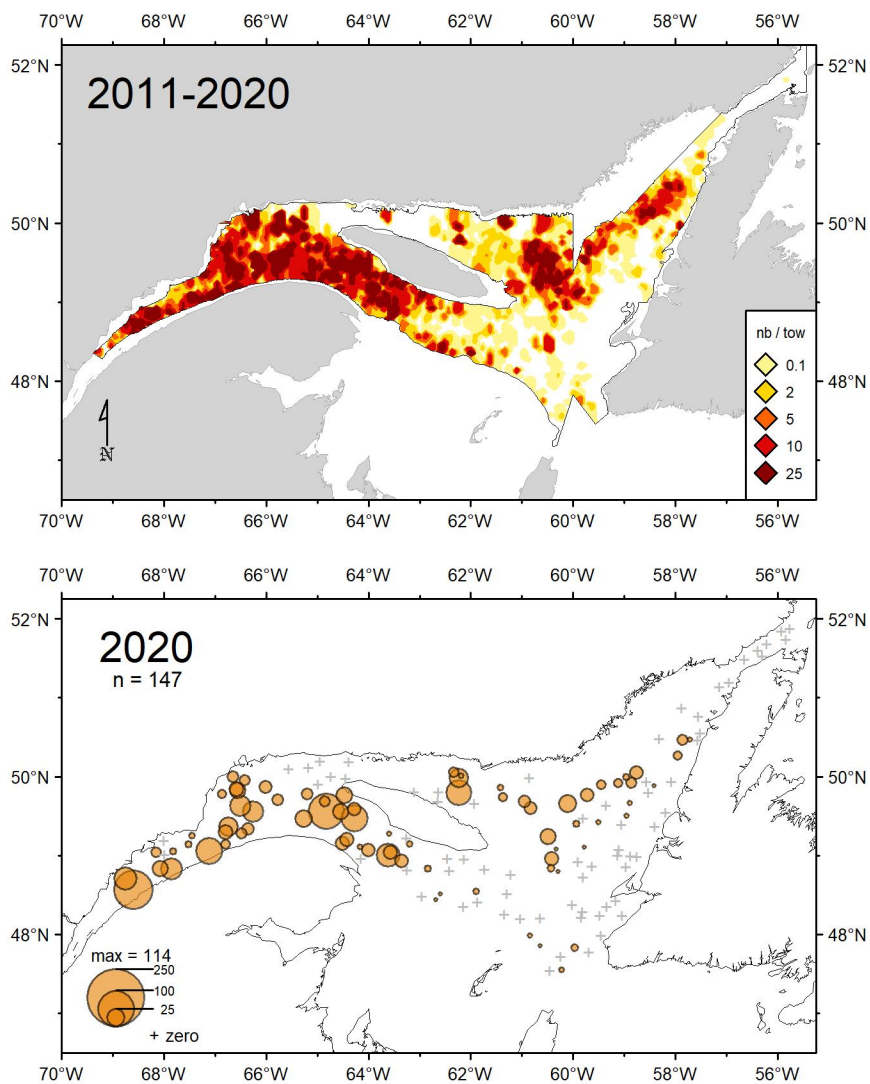 70°W 68°W 66°W 64°W 62°W 60°W 58°W 56°W
52°N 52°N
2011-2020
50°N 50°N
nb / tow
0.1
48°N 48°N
2
5
10
N
25
70°W 68°W 66°W 64°W 62°W 60°W 58°W 56°W
70°W 68°W 66°W 64°W 62°W 60°W 58°W 56°W
52°N 52°N
2020
n = 147
50°N 50°N
48°N 48°N
max = 114
250
100
25
+ zero
70°W 68°W 66°W 64°W 62°W 60°W 58°W 56°W